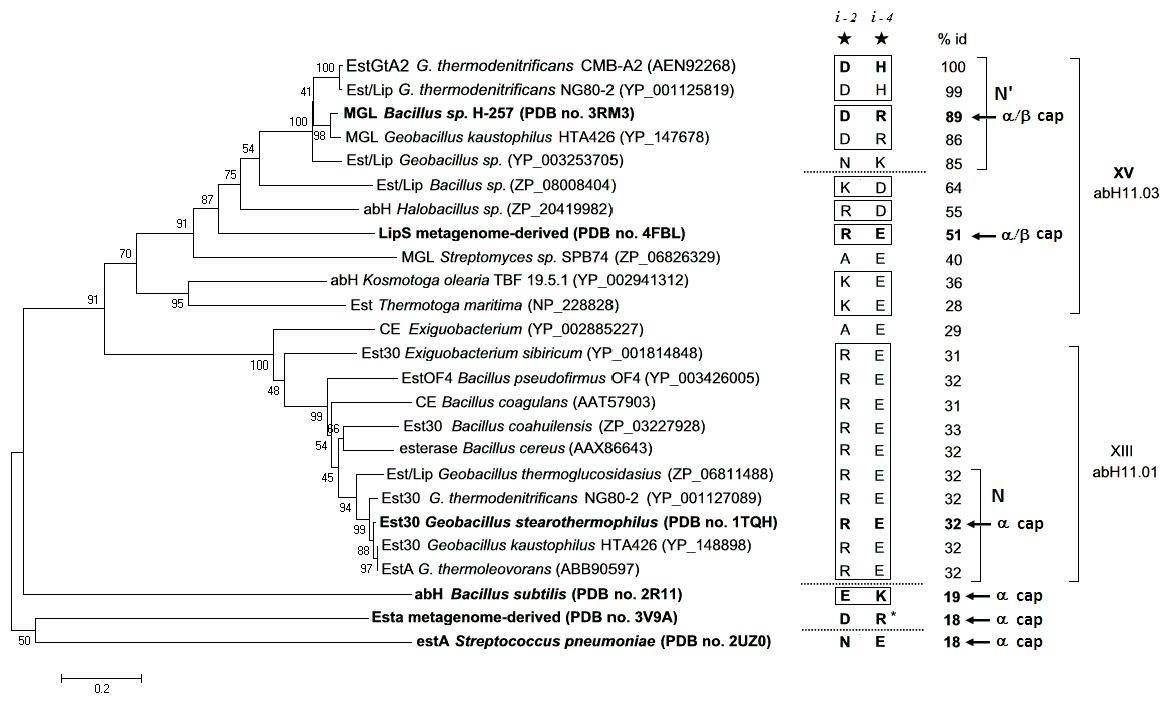 i-2 i-4
★ ★ % id
100 EstGtA2 G. thermodenitrificans CMB-A2 (AEN92268) D H 100
41 Est/Lip G. thermodenitrificans NG80-2 (YP_001125819) D H 99 N'
100 98 MGL Bacillus sp. H-257 (PDB no. 3RM3) D R 89 ← α/β cap
MGL Geobacillus kaustophilus HTA426 (YP_147678) D R 86
54 Est/Lip Geobacillus sp. (YP_003253705) N K 85
75 Est/Lip Bacillus sp. (ZP_08008404) K D 64 XV
87 abH Halobacillus sp. (ZP_20419982) R D 55 abH11.03
91 LipS metagenome-derived (PDB no. 4FBL) R E 51 ← α/β cap
70 MGL Streptomyces sp. SPB74 (ZP_06826329) A E 40
abH Kosmotoga olearia TBF 19.5.1 (YP_002941312) K E 36
91 95 Est Thermotoga maritima (NP_228828) K E 28
CE Exiguobacterium (YP_002885227) A E 29
100 Est30 Exiguobacterium sibiricum (YP_001814848) R E 31
48 EstOF4 Bacillus pseudofirmus OF4 (YP_003426005) R E 32
99 CE Bacillus coagulans (AAT57903) R E 31
66 Est30 Bacillus coahuilensis (ZP_03227928) R E 33
54 esterase Bacillus cereus (AAX86643) R E 32 XIII
45 Est/Lip Geobacillus thermoglucosidasius (ZP_06811488) R E 32 abH11.01
94 Est30 G. thermodenitrificans NG80-2 (YP_001127089) R E 32 N
99 Est30 Geobacillus stearothermophilus (PDB no. 1TQH) R E 32 ← α cap
88 Est30 Geobacillus kaustophilus HTA426 (YP_148898) R E 32
97 EstA G. thermoleovorans (ABB90597) R E 32
abH Bacillus subtilis (PDB no. 2R11) E K 19 ← α cap
Esta metagenome-derived (PDB no. 3V9A) D R* 18 ← α cap
50 estA Streptococcus pneumoniae (PDB no. 2UZ0) N E 18 ← α cap
0.2